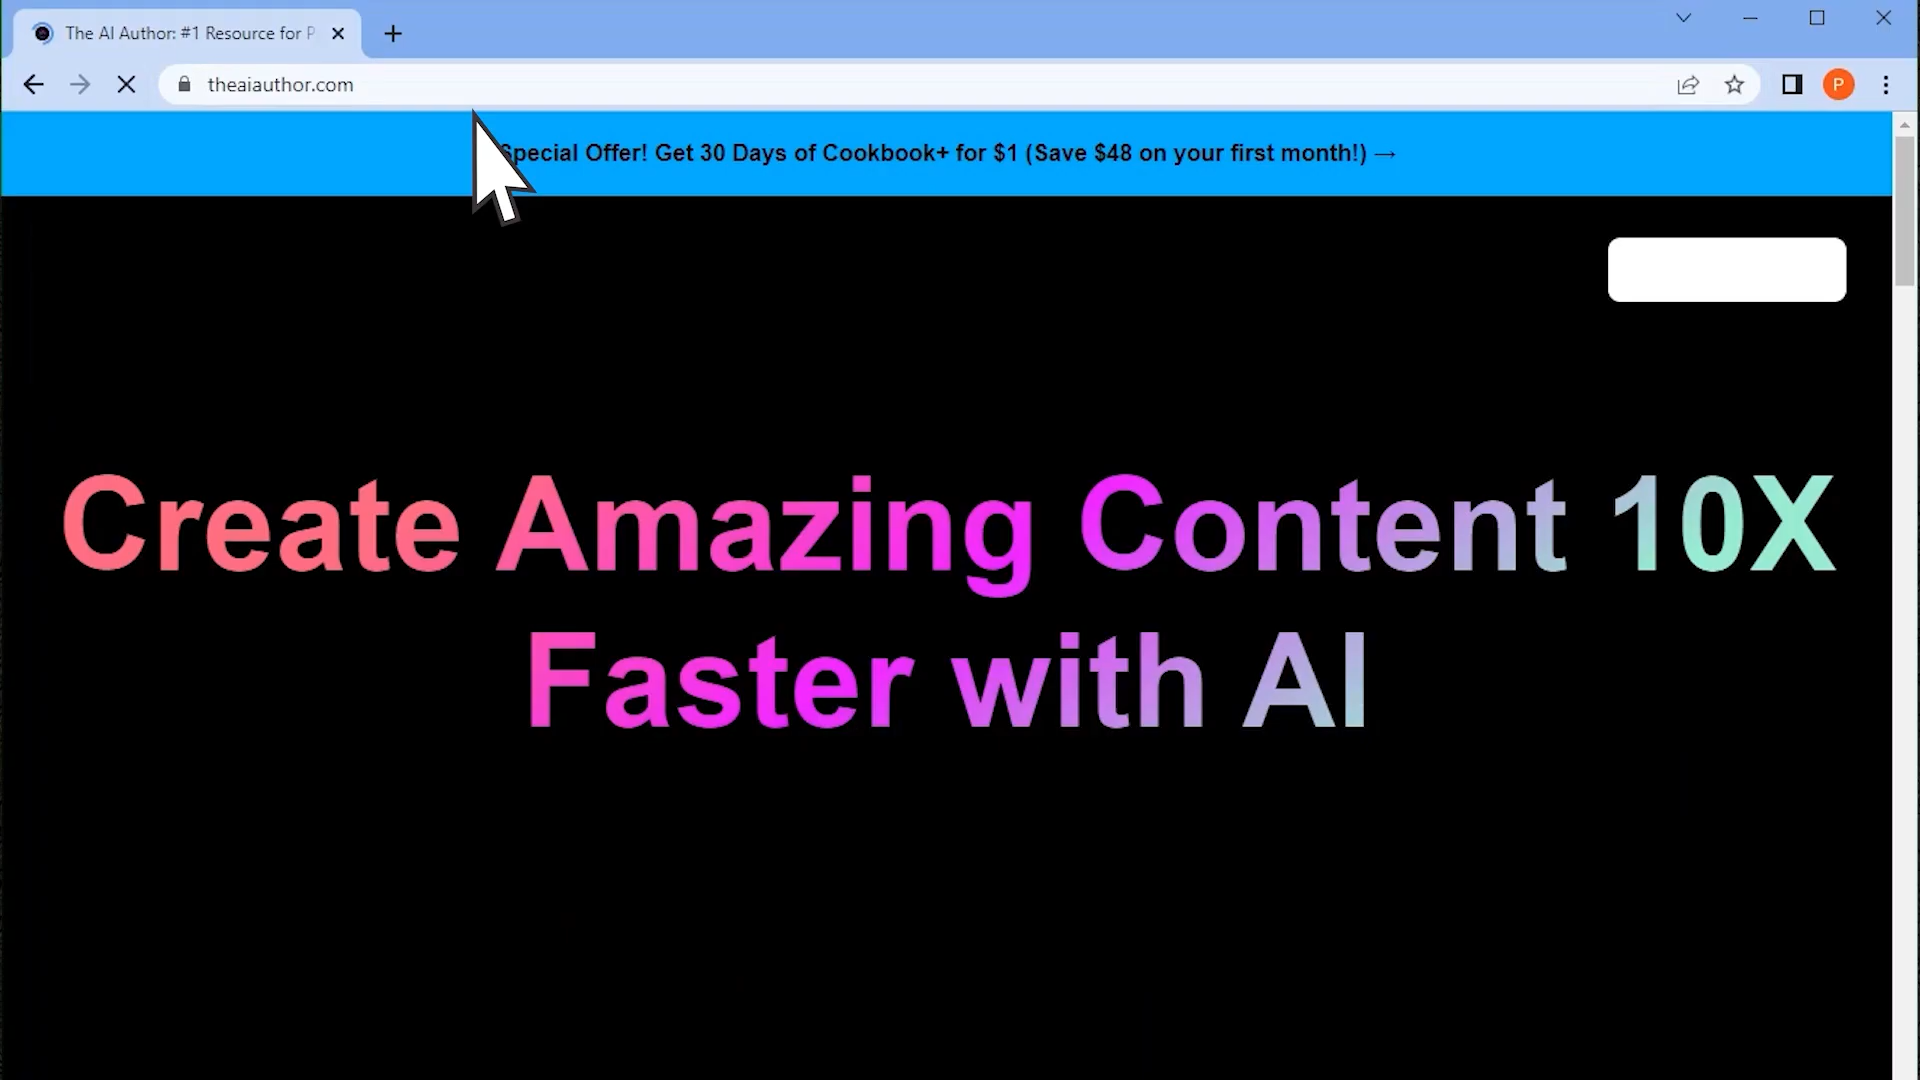 The AI Author: #1 Resource for P
theaiauthor.com
P
Special Offer! Get 30 Days of Cookbook+ for $1 (Save $48 on your first month!) →
Create Amazing Content 10X
Faster with AI